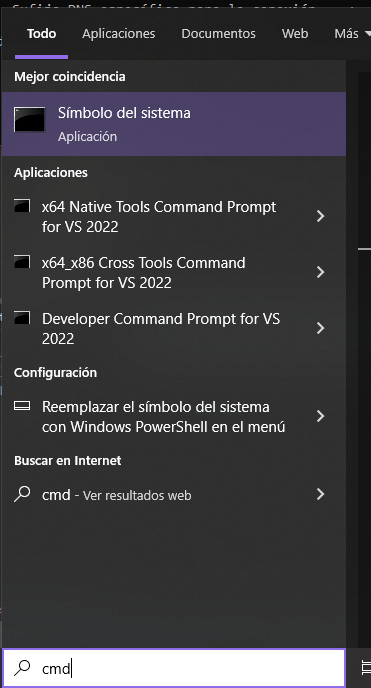 Todo Aplicaciones Documentos Web Más
Mejor coincidencia
Símbolo del sistema
Aplicación
Aplicaciones
x64 Native Tools Command Prompt
for VS 2022
x64_x86 Cross Tools Command
Prompt for VS 2022
Developer Command Prompt for VS
2022
Configuración
Reemplazar el símbolo del sistema
con Windows PowerShell en el menú
Buscar en Internet
cmd - Ver resultados web
cmd